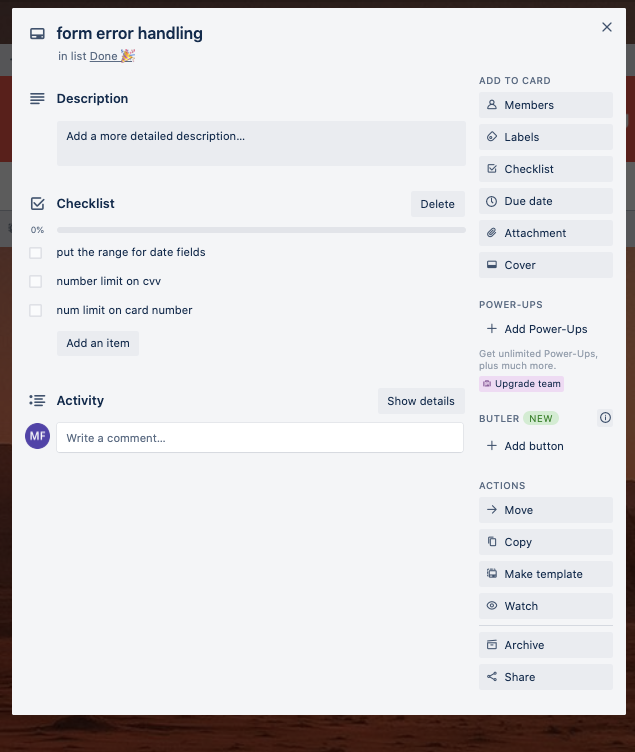 form error handling
in list Done 🎉
Description
Add a more detailed description...
Checklist
Delete
0%
put the range for date fields
number limit on cvv
num limit on card number
Add an item
Activity
Show details
MF
Write a comment...
ADD TO CARD
Members
Labels
Checklist
Due date
Attachment
Cover
POWER-UPS
Add Power-Ups
Get unlimited Power-Ups,
plus much more.
Upgrade team
BUTLER NEW
Add button
ACTIONS
Move
Copy
Make template
Watch
Archive
Share